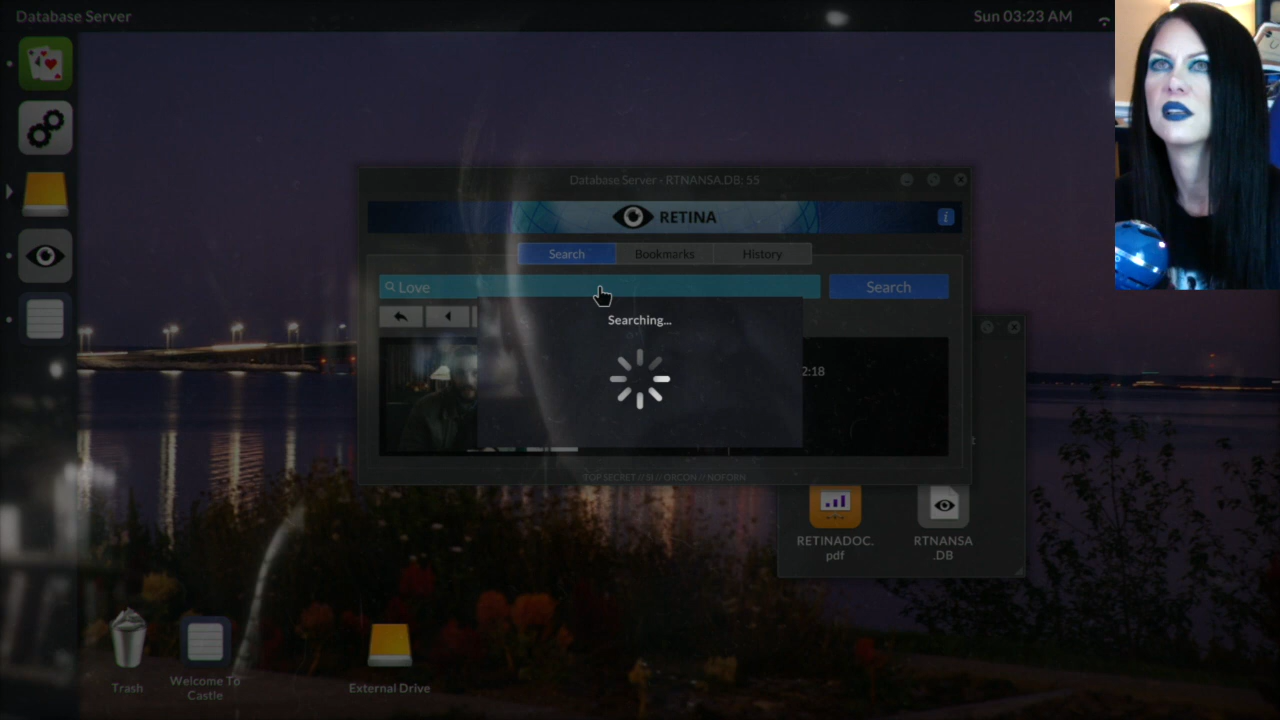 Database Server
Sun 03:23 AM
Database Server - RTNANSA.DB: 55
RETINA
Search
Bookmarks
History
Love
Search
Searching...
2:18
TOP SECRET // SI // ORCON // NOFORN
RETINADOC.
pdf
RTNANSA
.DB
Trash
Welcome To
Castle
External Drive